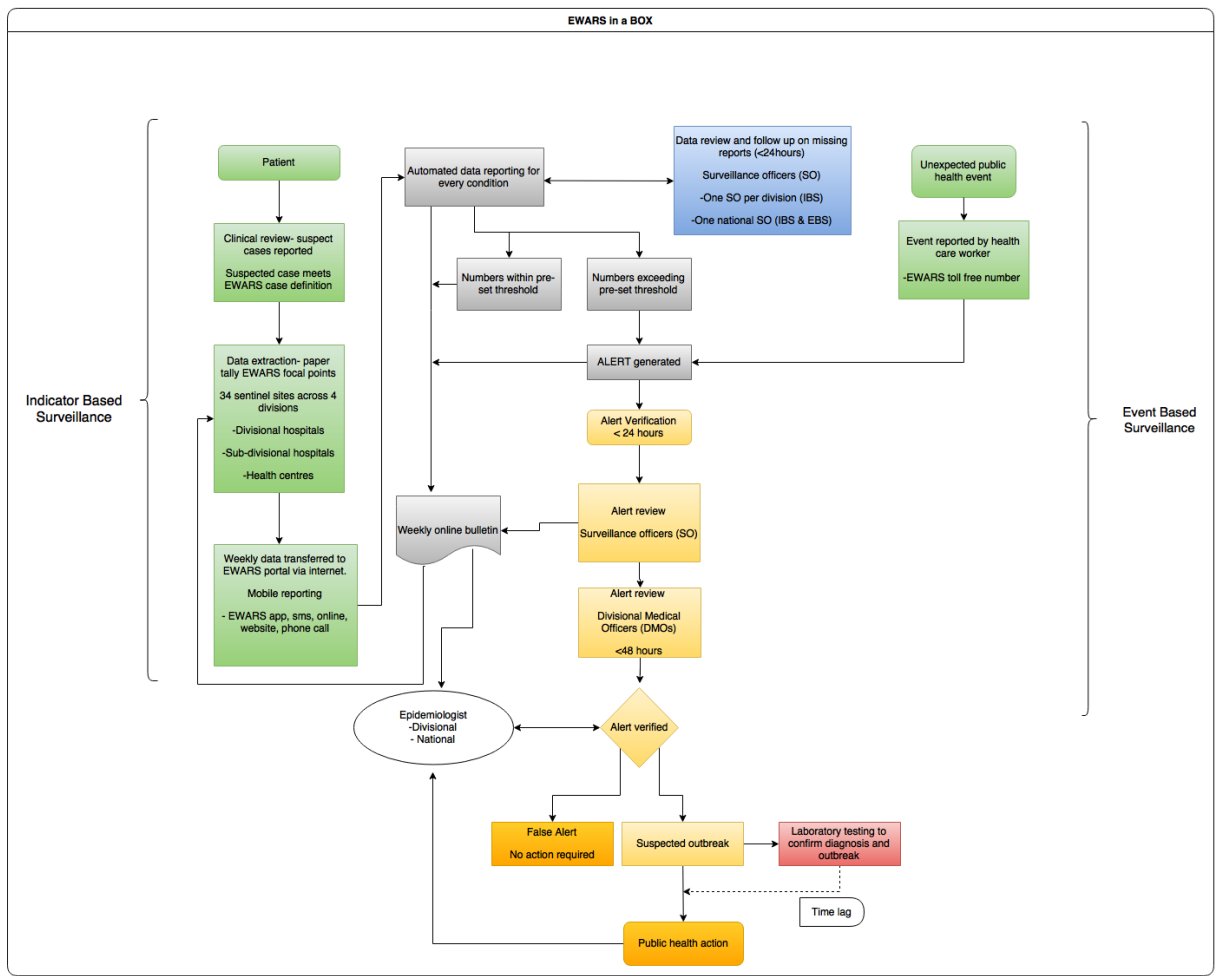 EWARS in a BOX
Indicator Based
Surveillance
Patient
Clinical review- suspect
cases reported
Suspected case meets
EWARS case definition
Data extraction- paper
tally EWARS focal points
34 sentinel sites across 4
divisions
-Divisional hospitals
-Sub-divisional hospitals
-Health centres
Weekly data transferred to
EWARS portal via internet.
Mobile reporting
- EWARS app, sms, online,
website, phone call
Automated data reporting for
every condition
Data review and follow up on missing
reports (<24hours)
Surveillance officers (SO)
-One SO per division (IBS)
-One national SO (IBS & EBS)
Unexpected public
health event
Event reported by health
care worker
-EWARS toll free number
Numbers within pre-
set threshold
Numbers exceeding
pre-set threshold
ALERT generated
Alert Verification
< 24 hours
Alert review
Surveillance officers (SO)
Weekly online bulletin
Alert review
Divisional Medical
Officers (DMOs)
<48 hours
Epidemiologist
-Divisional
- National
Alert verified
False Alert
No action required
Suspected outbreak
Laboratory testing to
confirm diagnosis and
outbreak
Time lag
Public health action
Event Based
Surveillance